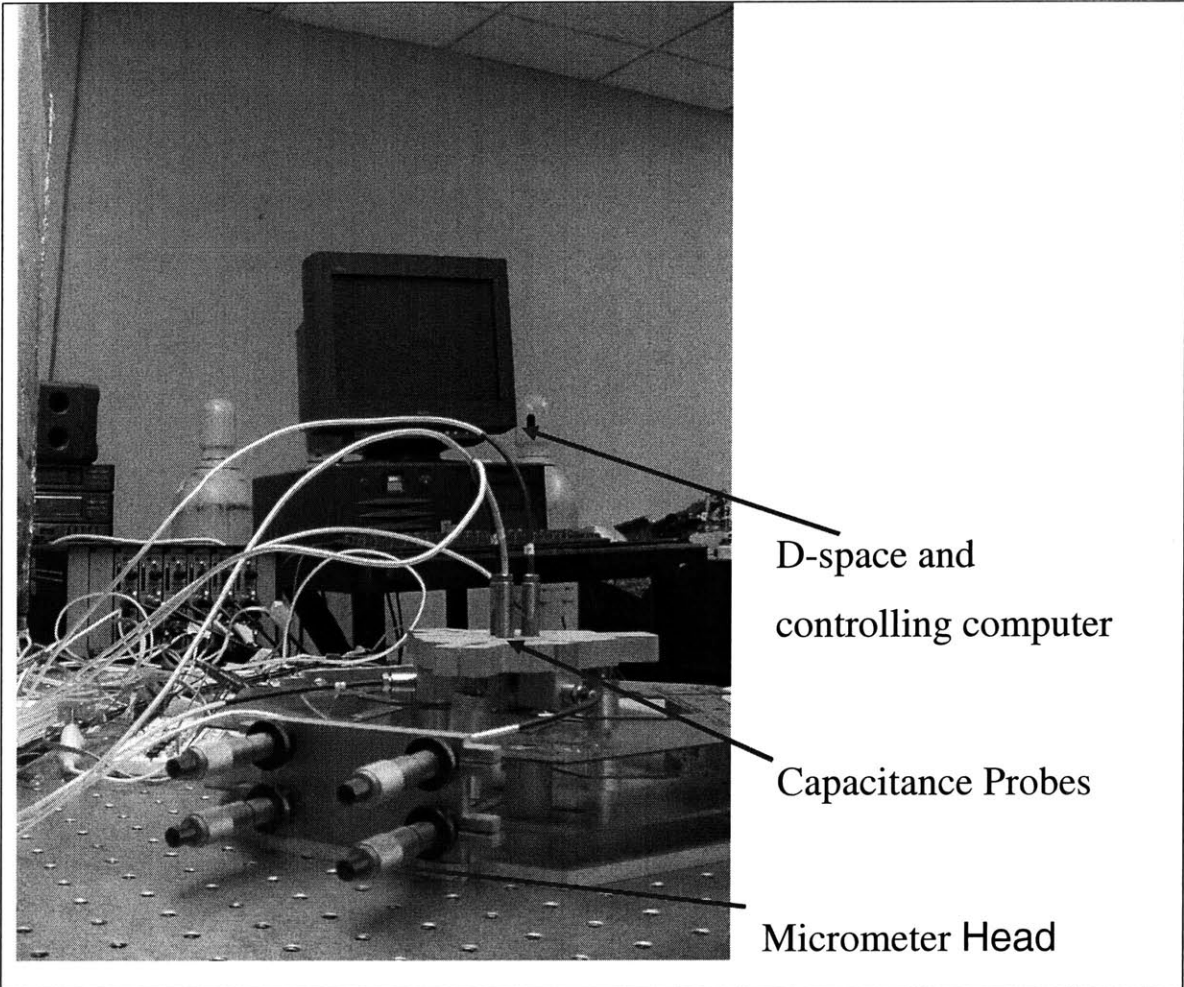 D-space and
controlling computer
Capacitance Probes
Micrometer Head